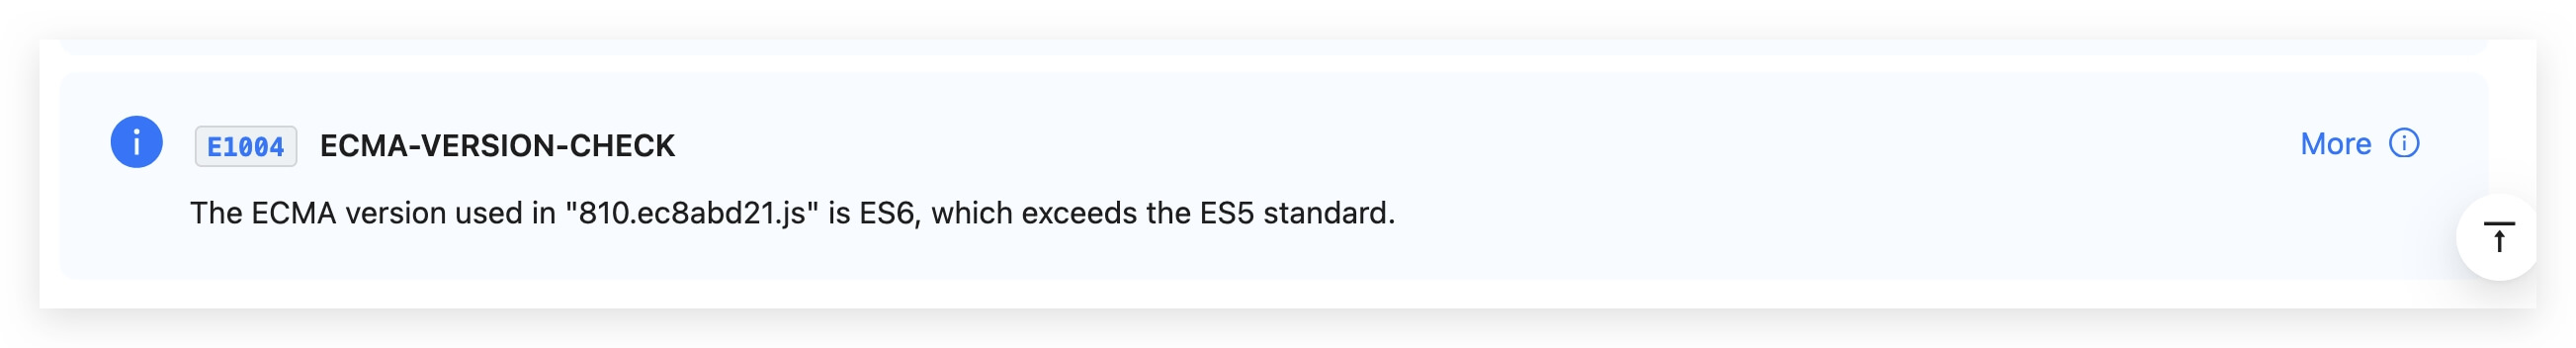 E1004 ECMA-VERSION-CHECK More
The ECMA version used in "810.ec8abd21.js" is ES6, which exceeds the ES5 standard.